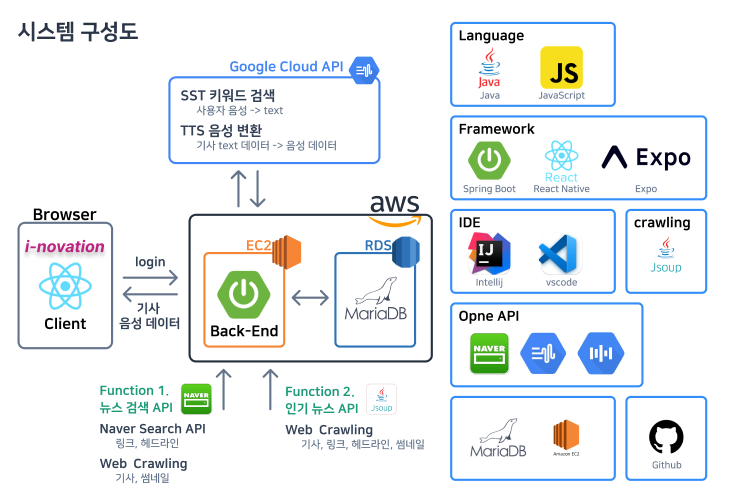 시스템 구성도
Google Cloud API
SST 키워드 검색
사용자 음성 -> text
TTS 음성 변환
기사 text 데이터 -> 음성 데이터
aws
Browser
i-novation
Client
login
기사
음성 데이터
EC2
Back-End
RDS
MariaDB
Function 1.
뉴스 검색 API
NAVER
Naver Search API
링크, 헤드라인
Web Crawling
기사, 썸네일
Function 2.
인기 뉴스 API
Jsoup
Web Crawling
기사, 링크, 헤드라인, 썸네일
Language
Java
JS
Java
JavaScript
Framework
React
Expo
Spring Boot
React Native
Expo
IDE
IJ
Intellij
vscode
crawling
Jsoup
Opne API
NAVER
MariaDB
Amazon EC2
Github